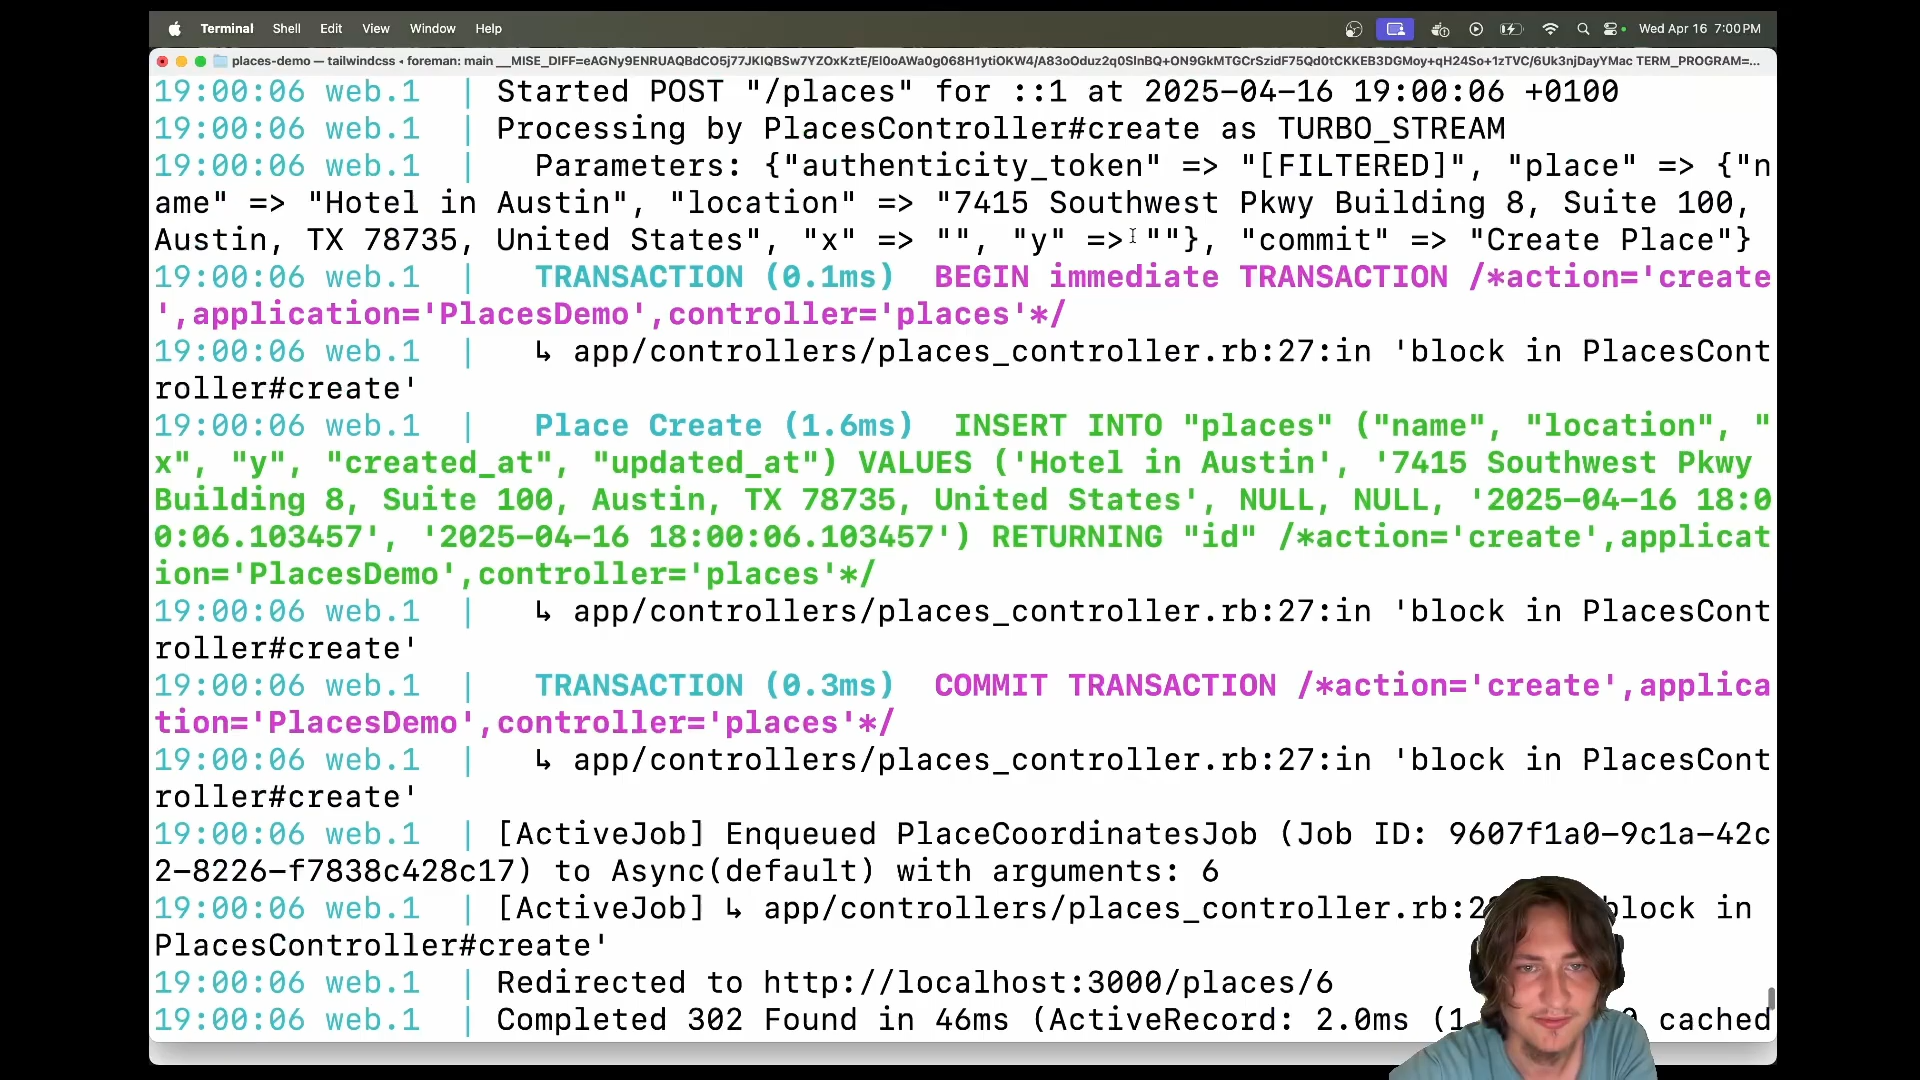 Terminal Shell Edit View Window Help Wed Apr 16 7:00 PM
places-demo — tailwindcss ◂ foreman: main
19:00:06 web.1 | Started POST "/places" for ::1 at 2025-04-16 19:00:06 +0100
19:00:06 web.1 | Processing by PlacesController#create as TURBO_STREAM
19:00:06 web.1 | Parameters: {"authenticity_token" => "[FILTERED]", "place" => {"n
ame" => "Hotel in Austin", "location" => "7415 Southwest Pkwy Building 8, Suite 100,
Austin, TX 78735, United States", "x" => "", "y" => ""}, "commit" => "Create Place"}
19:00:06 web.1 | TRANSACTION (0.1ms) BEGIN immediate TRANSACTION /*action='create
',application='PlacesDemo',controller='places'*/
19:00:06 web.1 | ↳ app/controllers/places_controller.rb:27:in 'block in PlacesCont
roller#create'
19:00:06 web.1 | Place Create (1.6ms) INSERT INTO "places" ("name", "location", "
x", "y", "created_at", "updated_at") VALUES ('Hotel in Austin', '7415 Southwest Pkwy
Building 8, Suite 100, Austin, TX 78735, United States', NULL, NULL, '2025-04-16 18:0
0:06.103457', '2025-04-16 18:00:06.103457') RETURNING "id" /*action='create',applicat
ion='PlacesDemo',controller='places'*/
19:00:06 web.1 | ↳ app/controllers/places_controller.rb:27:in 'block in PlacesCont
roller#create'
19:00:06 web.1 | TRANSACTION (0.3ms) COMMIT TRANSACTION /*action='create',applica
tion='PlacesDemo',controller='places'*/
19:00:06 web.1 | ↳ app/controllers/places_controller.rb:27:in 'block in PlacesCont
roller#create'
19:00:06 web.1 | [ActiveJob] Enqueued PlaceCoordinatesJob (Job ID: 9607f1a0-9c1a-42c
2-8226-f7838c428c17) to Async(default) with arguments: 6
19:00:06 web.1 | [ActiveJob] ↳ app/controllers/places_controller.rb: block in
PlacesController#create'
19:00:06 web.1 | Redirected to http://localhost:3000/places/6
19:00:06 web.1 | Completed 302 Found in 46ms (ActiveRecord: 2.0ms cached